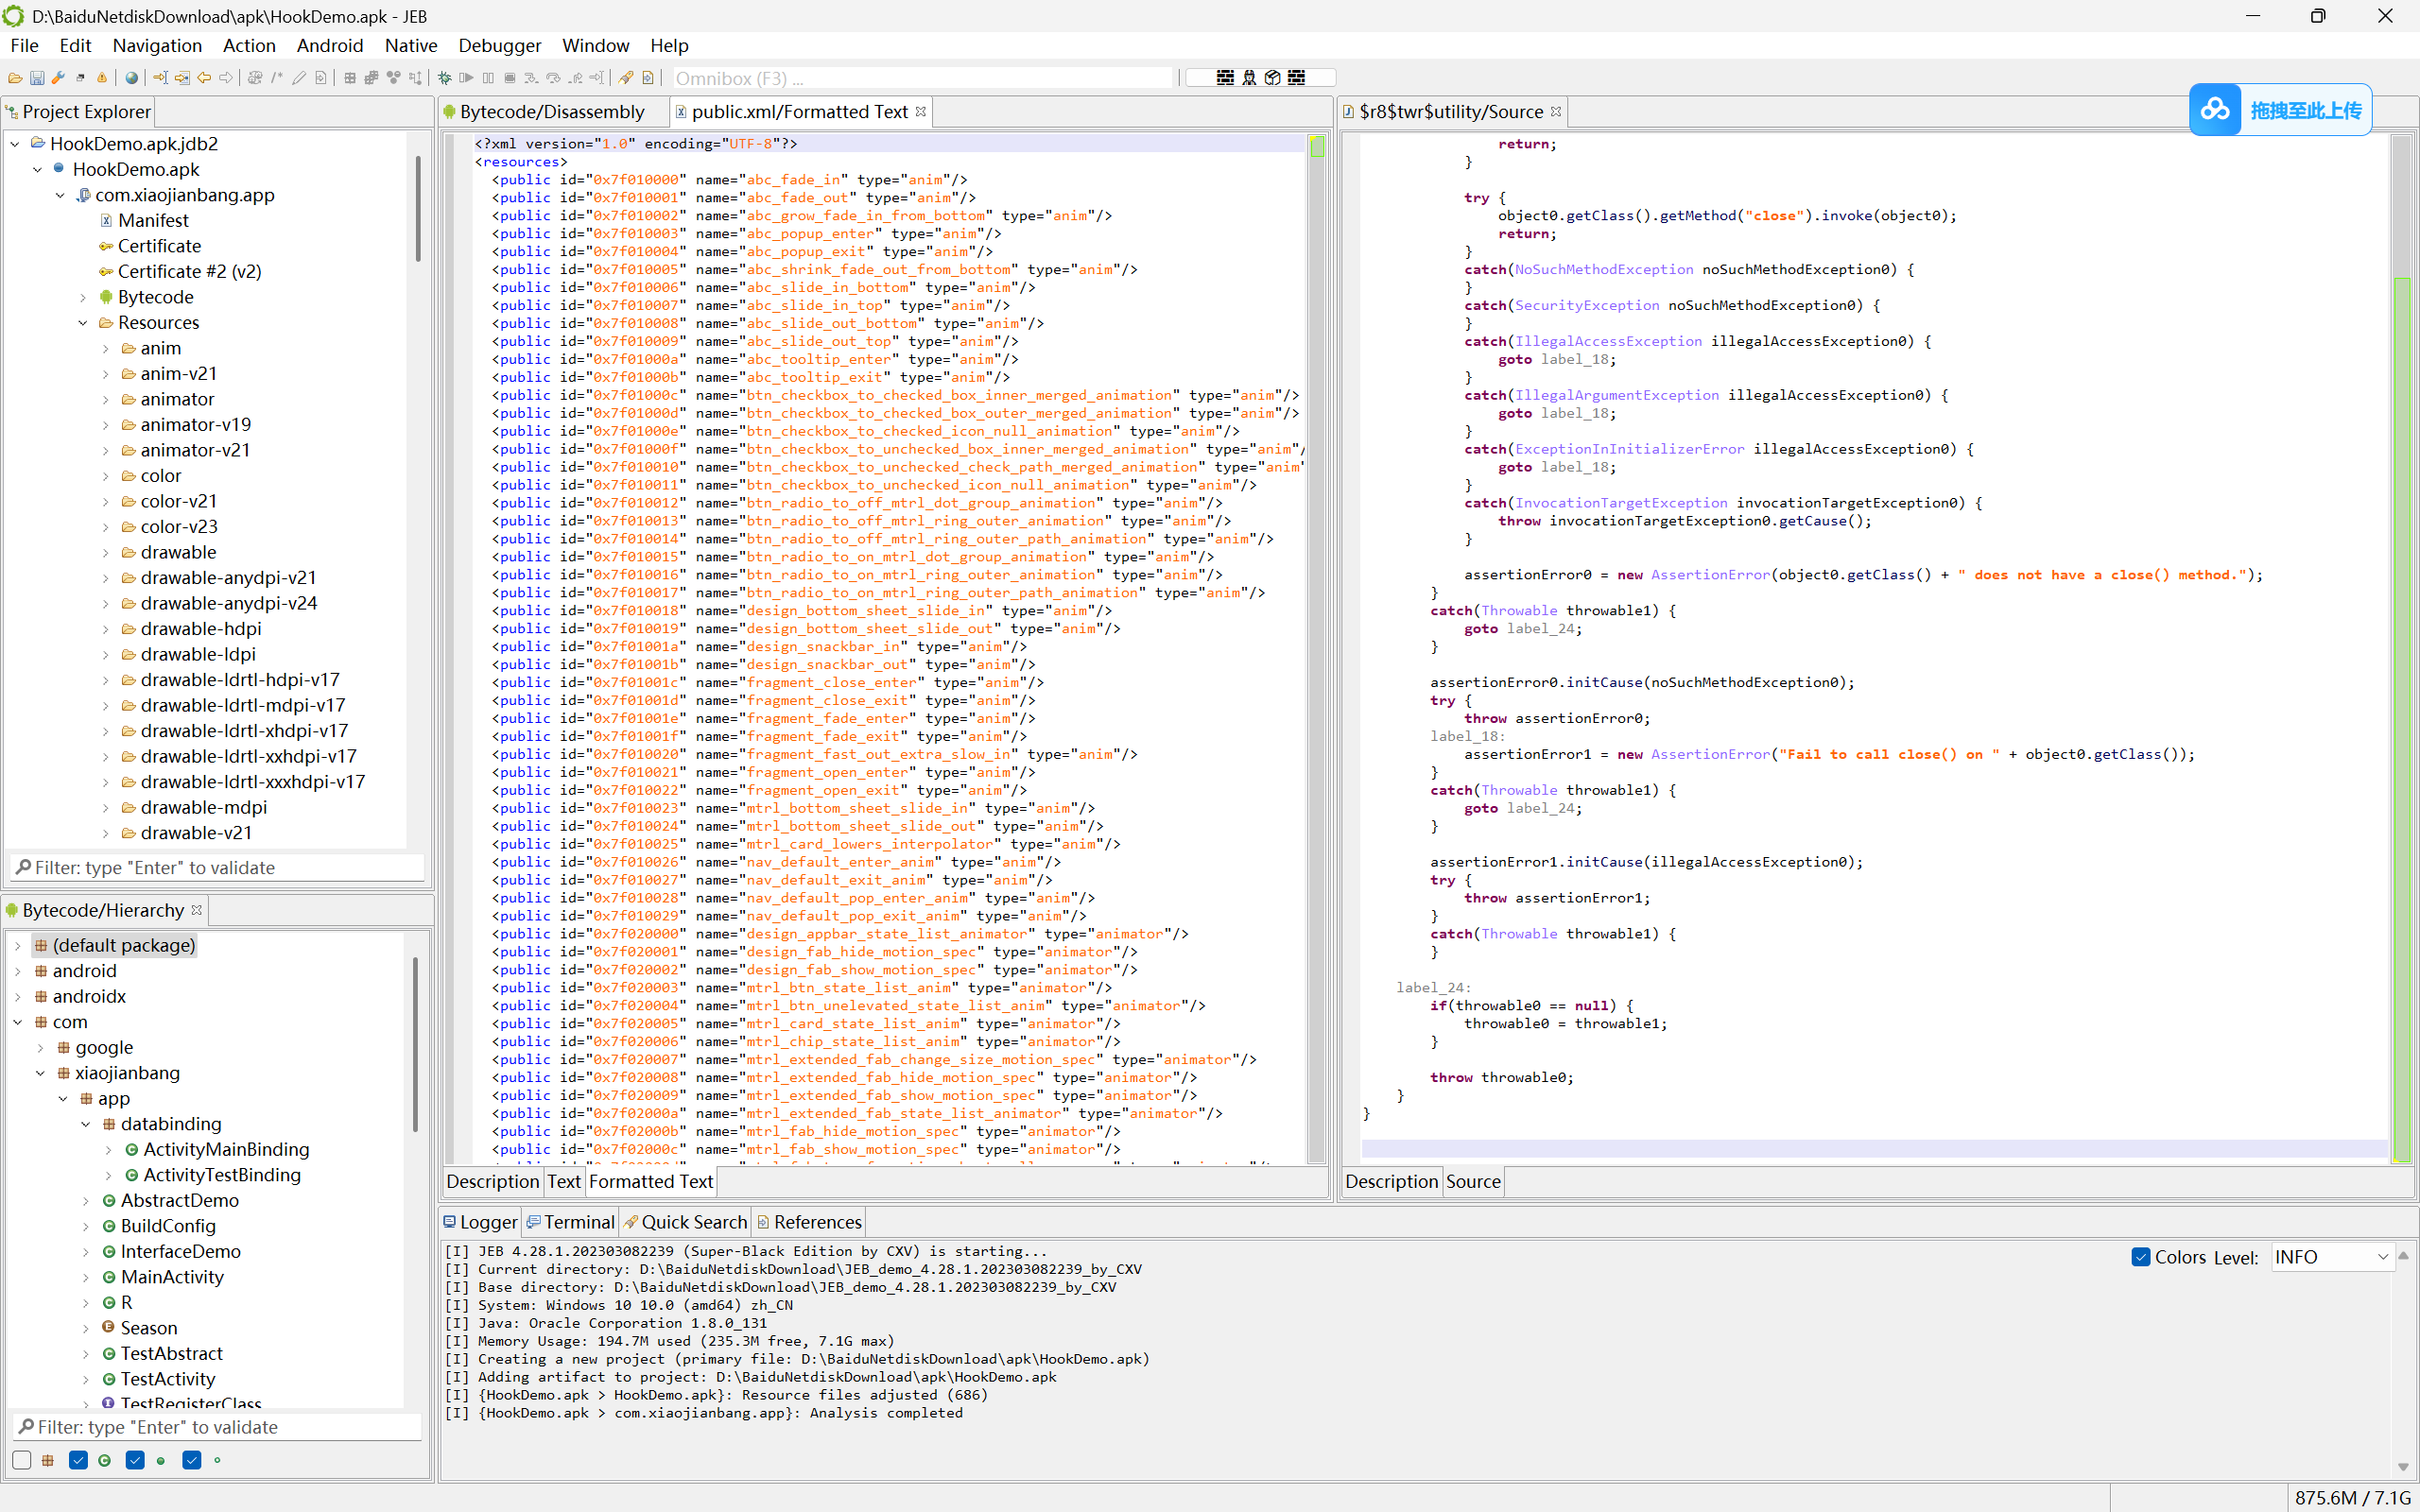 D:\BaiduNetdiskDownload\apk\HookDemo.apk - JEB
File Edit Navigation Action Android Native Debugger Window Help
Omnibox (F3) ...
Project Explorer
HookDemo.apk.jdb2
HookDemo.apk
com.xiaojianbang.app
Manifest
Certificate
Certificate #2 (v2)
Bytecode
Resources
anim
anim-v21
animator
animator-v19
animator-v21
color
color-v21
color-v23
drawable
drawable-anydpi-v21
drawable-anydpi-v24
drawable-hdpi
drawable-ldpi
drawable-ldrtl-hdpi-v17
drawable-ldrtl-mdpi-v17
drawable-ldrtl-xhdpi-v17
drawable-ldrtl-xxhdpi-v17
drawable-ldrtl-xxxhdpi-v17
drawable-mdpi
drawable-v21
Filter: type "Enter" to validate
Bytecode/Hierarchy
(default package)
android
androidx
com
google
xiaojianbang
app
databinding
ActivityMainBinding
ActivityTestBinding
AbstractDemo
BuildConfig
InterfaceDemo
MainActivity
R
Season
TestAbstract
TestActivity
TestRegisterClass
Filter: type "Enter" to validate
Bytecode/Disassembly
public.xml/Formatted Text
<?xml version="1.0" encoding="UTF-8"?>
<resources>
<public id="0x7f010000" name="abc_fade_in" type="anim"/>
<public id="0x7f010001" name="abc_fade_out" type="anim"/>
<public id="0x7f010002" name="abc_grow_fade_in_from_bottom" type="anim"/>
<public id="0x7f010003" name="abc_popup_enter" type="anim"/>
<public id="0x7f010004" name="abc_popup_exit" type="anim"/>
<public id="0x7f010005" name="abc_shrink_fade_out_from_bottom" type="anim"/>
<public id="0x7f010006" name="abc_slide_in_bottom" type="anim"/>
<public id="0x7f010007" name="abc_slide_in_top" type="anim"/>
<public id="0x7f010008" name="abc_slide_out_bottom" type="anim"/>
<public id="0x7f010009" name="abc_slide_out_top" type="anim"/>
<public id="0x7f01000a" name="abc_tooltip_enter" type="anim"/>
<public id="0x7f01000b" name="abc_tooltip_exit" type="anim"/>
<public id="0x7f01000c" name="btn_checkbox_to_checked_box_inner_merged_animation" type="anim"/>
<public id="0x7f01000d" name="btn_checkbox_to_checked_box_outer_merged_animation" type="anim"/>
<public id="0x7f01000e" name="btn_checkbox_to_checked_icon_null_animation" type="anim"/>
<public id="0x7f01000f" name="btn_checkbox_to_unchecked_box_inner_merged_animation" type="anim"/
<public id="0x7f010010" name="btn_checkbox_to_unchecked_check_path_merged_animation" type="anim"
<public id="0x7f010011" name="btn_checkbox_to_unchecked_icon_null_animation" type="anim"/>
<public id="0x7f010012" name="btn_radio_to_off_mtrl_dot_group_animation" type="anim"/>
<public id="0x7f010013" name="btn_radio_to_off_mtrl_ring_outer_animation" type="anim"/>
<public id="0x7f010014" name="btn_radio_to_off_mtrl_ring_outer_path_animation" type="anim"/>
<public id="0x7f010015" name="btn_radio_to_on_mtrl_dot_group_animation" type="anim"/>
<public id="0x7f010016" name="btn_radio_to_on_mtrl_ring_outer_animation" type="anim"/>
<public id="0x7f010017" name="btn_radio_to_on_mtrl_ring_outer_path_animation" type="anim"/>
<public id="0x7f010018" name="design_bottom_sheet_slide_in" type="anim"/>
<public id="0x7f010019" name="design_bottom_sheet_slide_out" type="anim"/>
<public id="0x7f01001a" name="design_snackbar_in" type="anim"/>
<public id="0x7f01001b" name="design_snackbar_out" type="anim"/>
<public id="0x7f01001c" name="fragment_close_enter" type="anim"/>
<public id="0x7f01001d" name="fragment_close_exit" type="anim"/>
<public id="0x7f01001e" name="fragment_fade_enter" type="anim"/>
<public id="0x7f01001f" name="fragment_fade_exit" type="anim"/>
<public id="0x7f010020" name="fragment_fast_out_extra_slow_in" type="anim"/>
<public id="0x7f010021" name="fragment_open_enter" type="anim"/>
<public id="0x7f010022" name="fragment_open_exit" type="anim"/>
<public id="0x7f010023" name="mtrl_bottom_sheet_slide_in" type="anim"/>
<public id="0x7f010024" name="mtrl_bottom_sheet_slide_out" type="anim"/>
<public id="0x7f010025" name="mtrl_card_lowers_interpolator" type="anim"/>
<public id="0x7f010026" name="nav_default_enter_anim" type="anim"/>
<public id="0x7f010027" name="nav_default_exit_anim" type="anim"/>
<public id="0x7f010028" name="nav_default_pop_enter_anim" type="anim"/>
<public id="0x7f010029" name="nav_default_pop_exit_anim" type="anim"/>
<public id="0x7f020000" name="design_appbar_state_list_animator" type="animator"/>
<public id="0x7f020001" name="design_fab_hide_motion_spec" type="animator"/>
<public id="0x7f020002" name="design_fab_show_motion_spec" type="animator"/>
<public id="0x7f020003" name="mtrl_btn_state_list_anim" type="animator"/>
<public id="0x7f020004" name="mtrl_btn_unelevated_state_list_anim" type="animator"/>
<public id="0x7f020005" name="mtrl_card_state_list_anim" type="animator"/>
<public id="0x7f020006" name="mtrl_chip_state_list_anim" type="animator"/>
<public id="0x7f020007" name="mtrl_extended_fab_change_size_motion_spec" type="animator"/>
<public id="0x7f020008" name="mtrl_extended_fab_hide_motion_spec" type="animator"/>
<public id="0x7f020009" name="mtrl_extended_fab_show_motion_spec" type="animator"/>
<public id="0x7f02000a" name="mtrl_extended_fab_state_list_animator" type="animator"/>
<public id="0x7f02000b" name="mtrl_fab_hide_motion_spec" type="animator"/>
<public id="0x7f02000c" name="mtrl_fab_show_motion_spec" type="animator"/>
Description Text Formatted Text
$r8$twr$utility/Source
拖拽至此上传
return;
}
try {
object0.getClass().getMethod("close").invoke(object0);
return;
}
catch(NoSuchMethodException noSuchMethodException0) {
}
catch(SecurityException noSuchMethodException0) {
}
catch(IllegalAccessException illegalAccessException0) {
goto label_18;
}
catch(IllegalArgumentException illegalAccessException0) {
goto label_18;
}
catch(ExceptionInInitializerError illegalAccessException0) {
goto label_18;
}
catch(InvocationTargetException invocationTargetException0) {
throw invocationTargetException0.getCause();
}
assertionError0 = new AssertionError(object0.getClass() + " does not have a close() method.");
}
catch(Throwable throwable1) {
goto label_24;
}
assertionError0.initCause(noSuchMethodException0);
try {
throw assertionError0;
label_18:
assertionError1 = new AssertionError("Fail to call close() on " + object0.getClass());
}
catch(Throwable throwable1) {
goto label_24;
}
assertionError1.initCause(illegalAccessException0);
try {
throw assertionError1;
}
catch(Throwable throwable1) {
}
label_24:
if(throwable0 == null) {
throwable0 = throwable1;
}
throw throwable0;
}
}
Description Source
Logger Terminal Quick Search References
[I] JEB 4.28.1.202303082239 (Super-Black Edition by CXV) is starting...
[I] Current directory: D:\BaiduNetdiskDownload\JEB_demo_4.28.1.202303082239_by_CXV
[I] Base directory: D:\BaiduNetdiskDownload\JEB_demo_4.28.1.202303082239_by_CXV
[I] System: Windows 10 10.0 (amd64) zh_CN
[I] Java: Oracle Corporation 1.8.0_131
[I] Memory Usage: 194.7M used (235.3M free, 7.1G max)
[I] Creating a new project (primary file: D:\BaiduNetdiskDownload\apk\HookDemo.apk)
[I] Adding artifact to project: D:\BaiduNetdiskDownload\apk\HookDemo.apk
[I] {HookDemo.apk > HookDemo.apk}: Resource files adjusted (686)
[I] {HookDemo.apk > com.xiaojianbang.app}: Analysis completed
Colors Level: INFO
875.6M / 7.1G